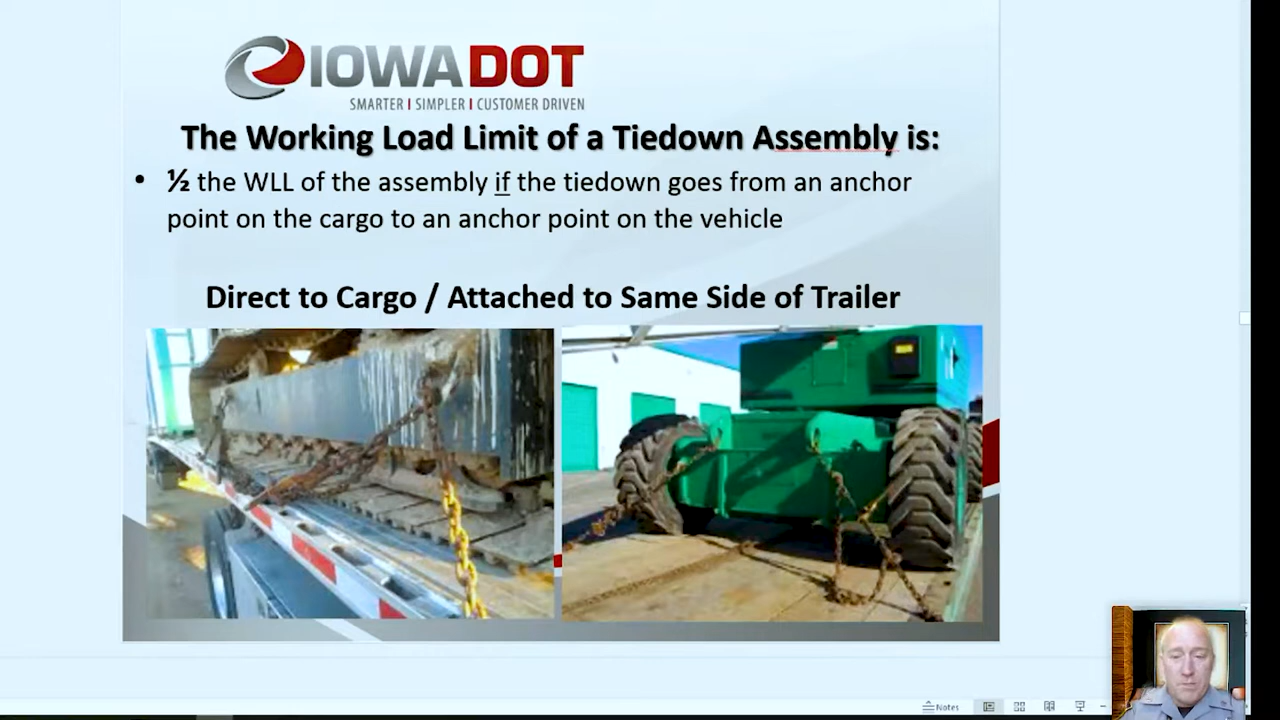 IOWADOT
SMARTER | SIMPLER | CUSTOMER DRIVEN
The Working Load Limit of a Tiedown Assembly is:
• ½ the WLL of the assembly if the tiedown goes from an anchor
point on the cargo to an anchor point on the vehicle
Direct to Cargo / Attached to Same Side of Trailer
Notes